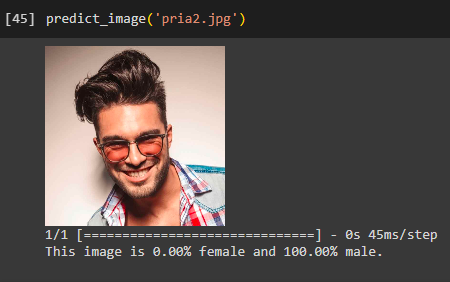 [45] predict_image('pria2.jpg')
1/1 [==============================] - 0s 45ms/step
This image is 0.00% female and 100.00% male.